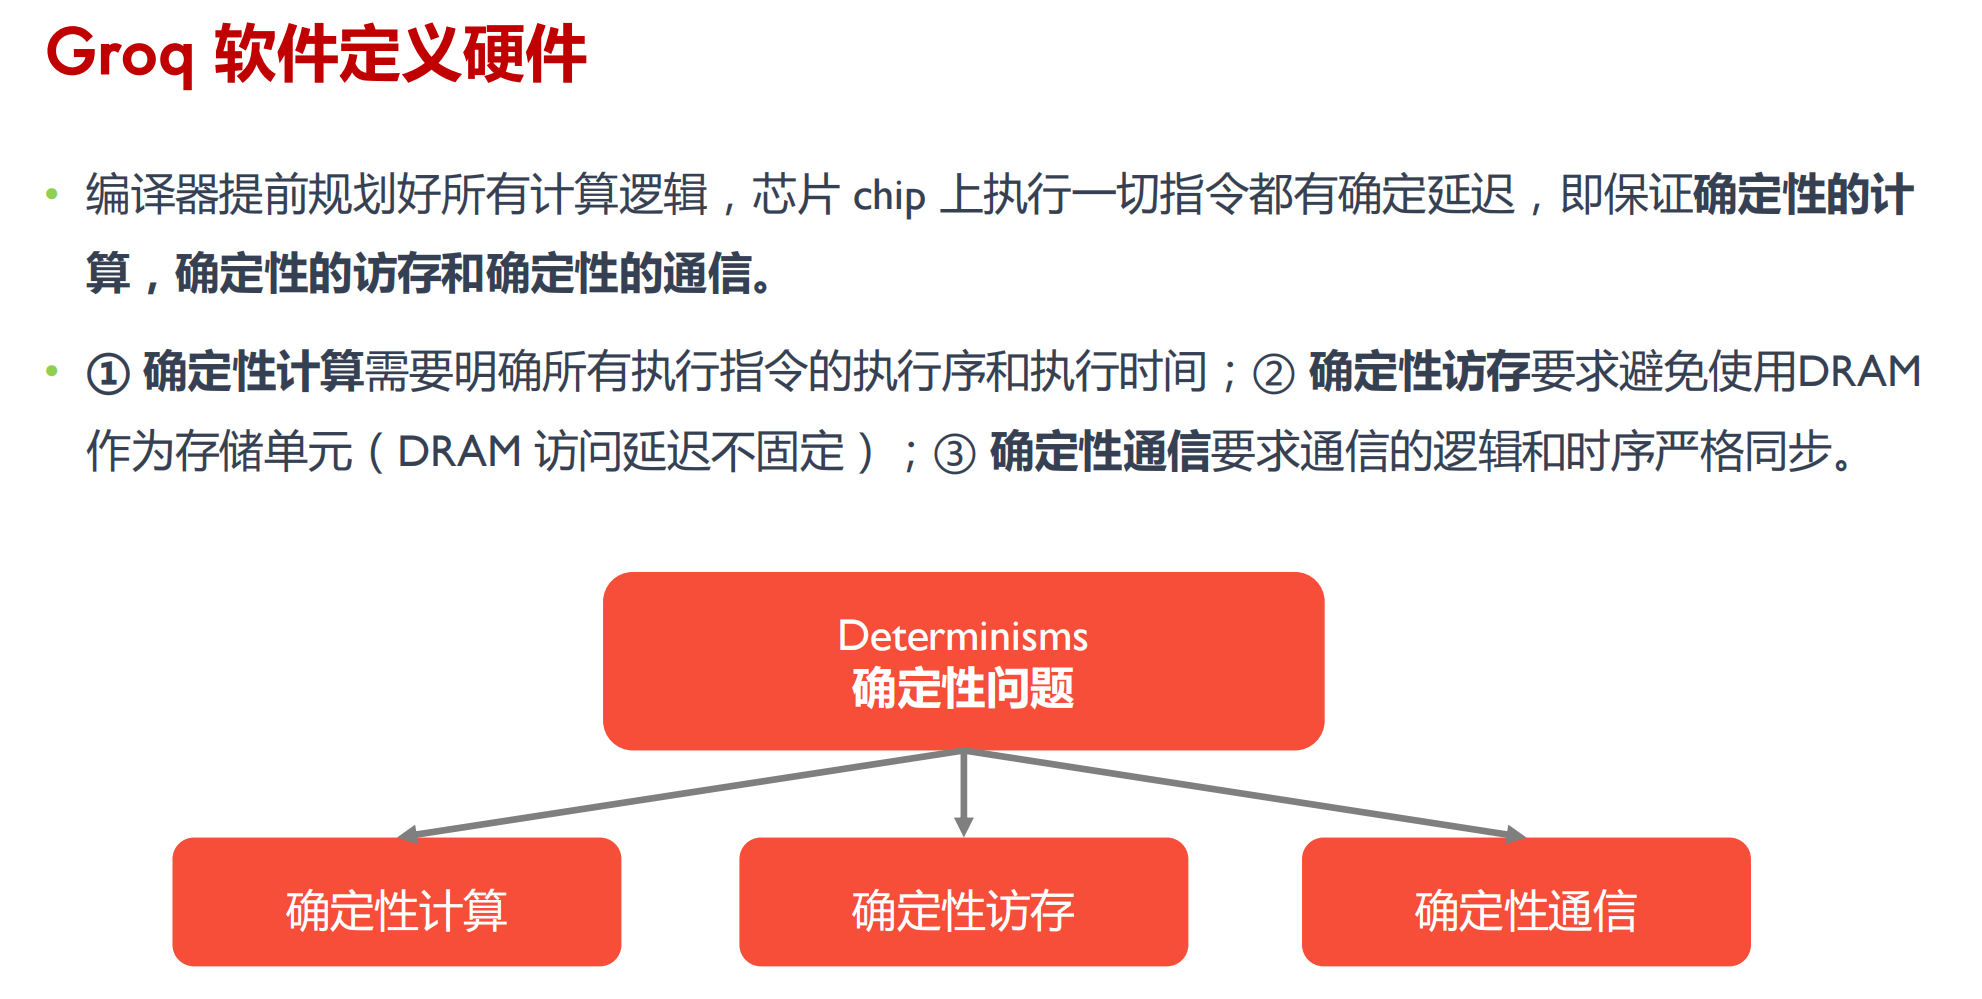 Groq 软件定义硬件
• 编译器提前规划好所有计算逻辑，芯片 chip 上执行一切指令都有确定延迟，即保证确定性的计
算，确定性的访存和确定性的通信。
• ① 确定性计算需要明确所有执行指令的执行序和执行时间；② 确定性访存要求避免使用DRAM
作为存储单元（DRAM 访问延迟不固定）；③ 确定性通信要求通信的逻辑和时序严格同步。
Determinisms
确定性问题
确定性计算
确定性访存
确定性通信